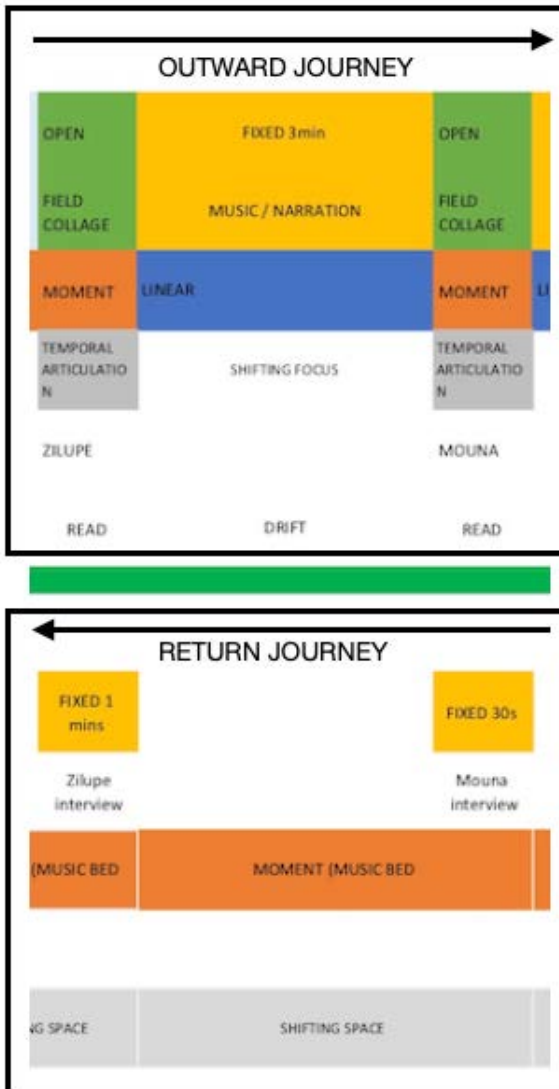 OUTWARD JOURNEY
OPEN
FIXED 3min
OPEN
FIELD
COLLAGE
MUSIC / NARRATION
FIELD
COLLAGE
MOMENT
LINEAR
MOMENT
LI
TEMPORAL
ARTICULATIO
N
SHIFTING FOCUS
TEMPORAL
ARTICULATIO
N
ZILUPE
MOUNA
READ
DRIFT
READ
RETURN JOURNEY
FIXED 1
mins
FIXED 30s
Zilupe
interview
Mouna
interview
(MUSIC BED
MOMENT (MUSIC BED
NG SPACE
SHIFTING SPACE